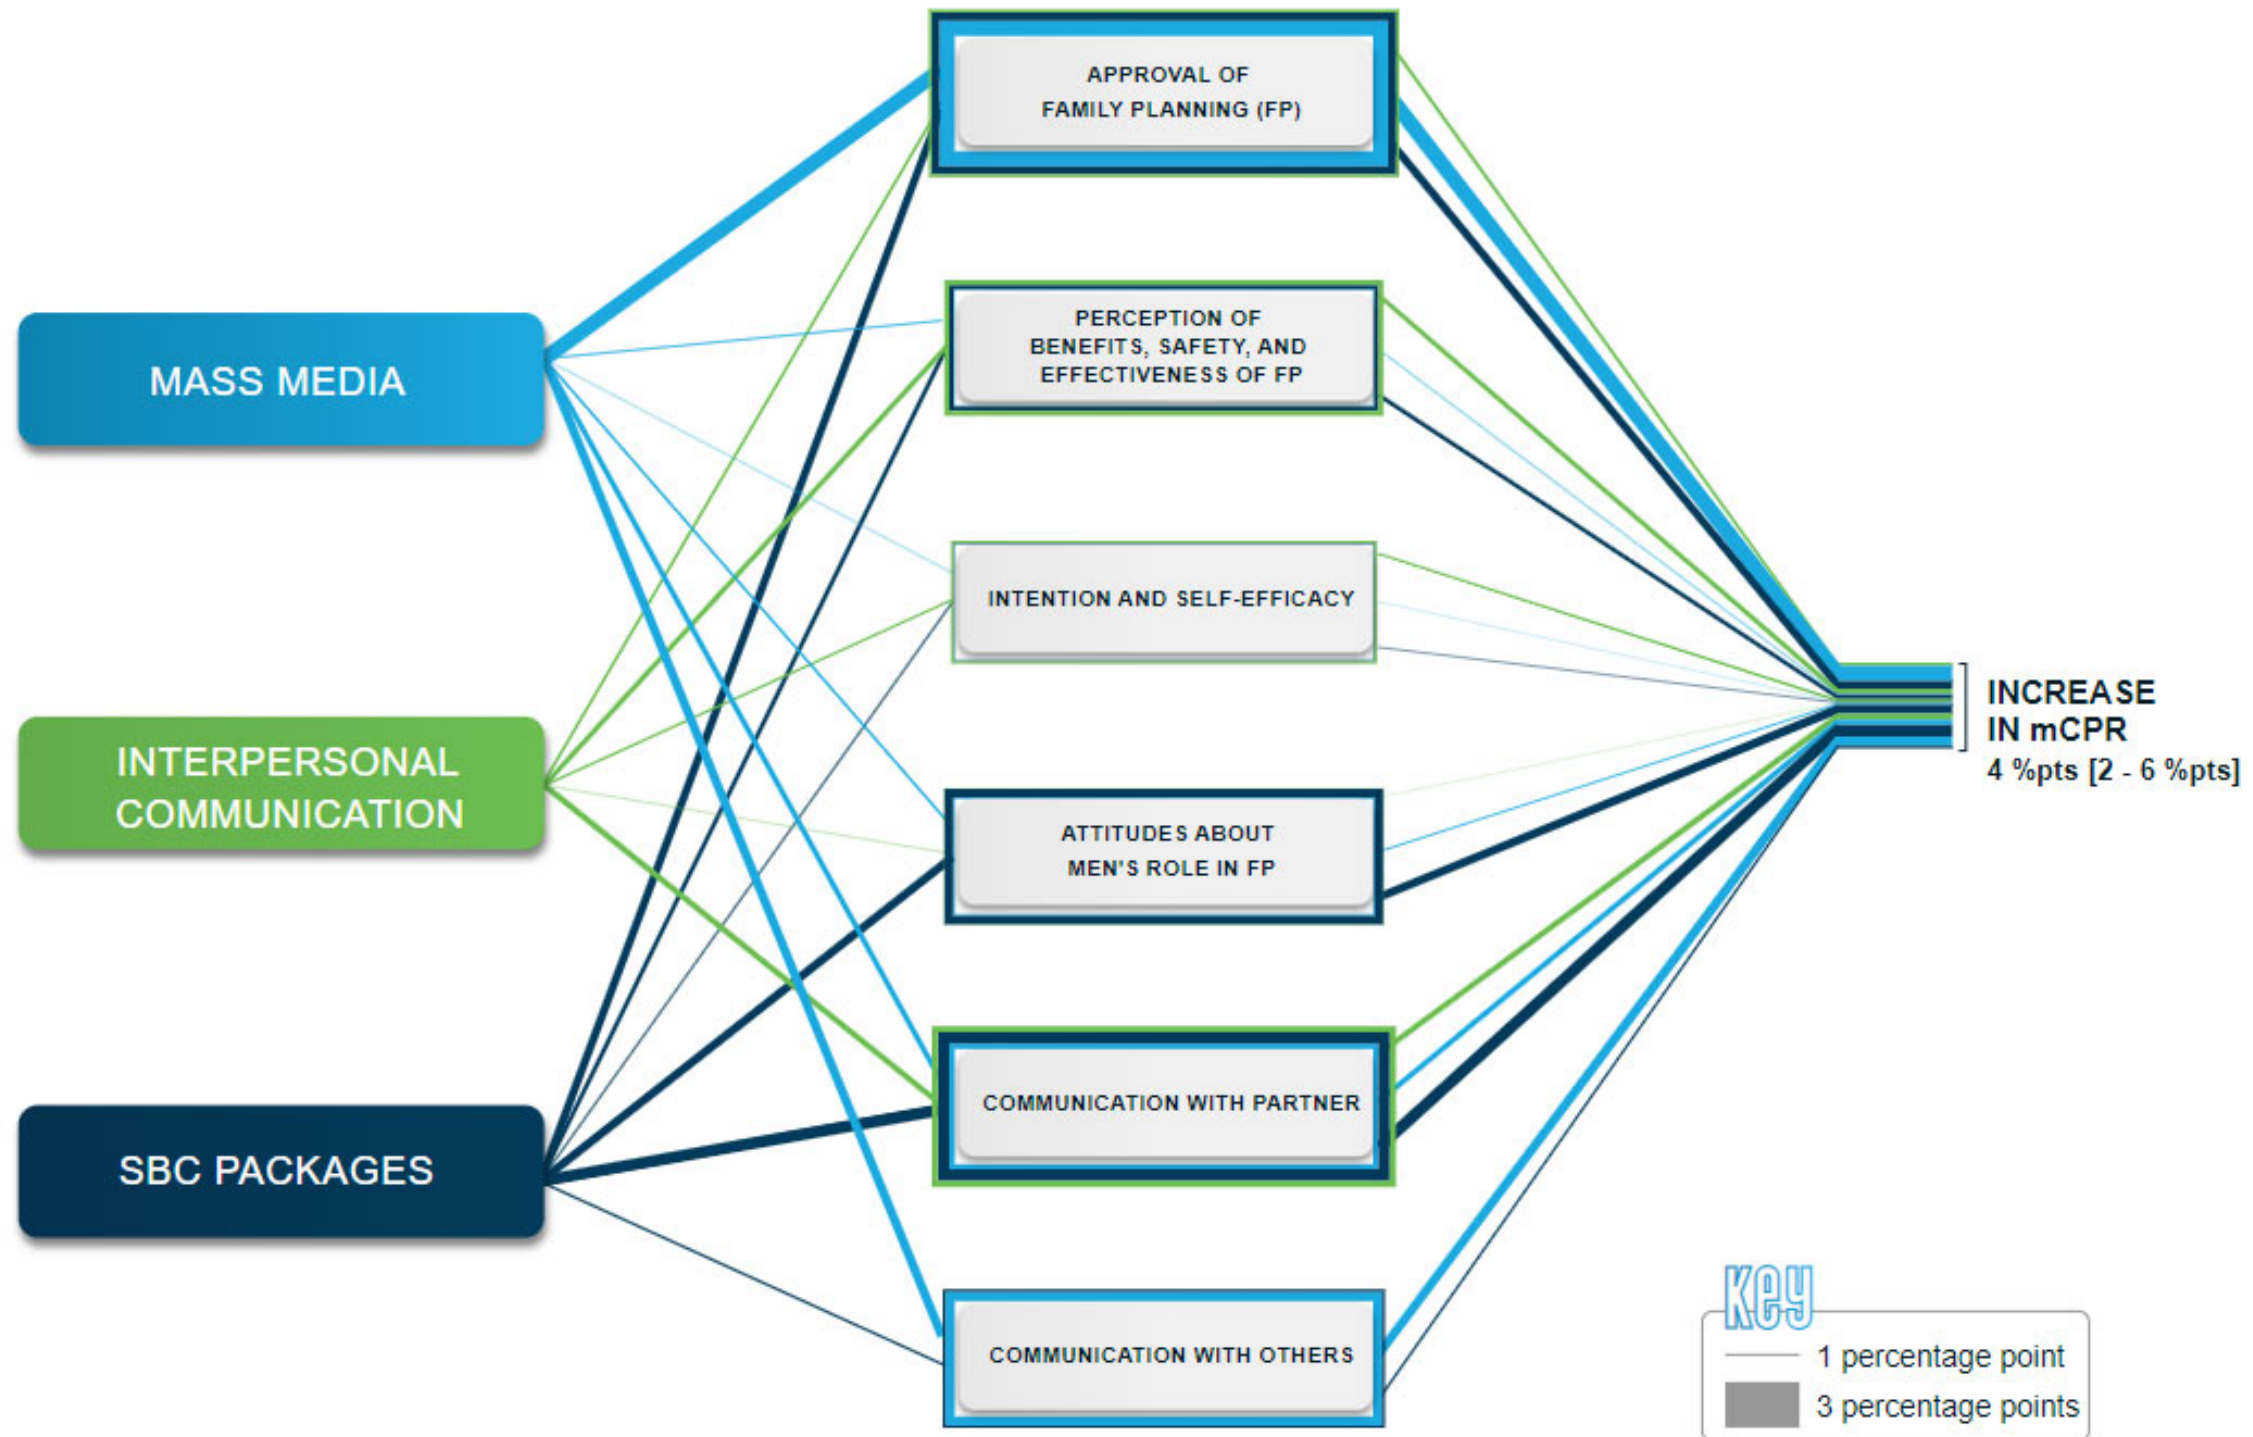 MASS MEDIA
INTERPERSONAL
COMMUNICATION
SBC PACKAGES
APPROVAL OF
FAMILY PLANNING (FP)
PERCEPTION OF
BENEFITS, SAFETY, AND
EFFECTIVENESS OF FP
INTENTION AND SELF-EFFICACY
ATTITUDES ABOUT
MEN'S ROLE IN FP
COMMUNICATION WITH PARTNER
COMMUNICATION WITH OTHERS
INCREASE
IN mCPR
4 %pts [2 - 6 %pts]
Key
1 percentage point
3 percentage points